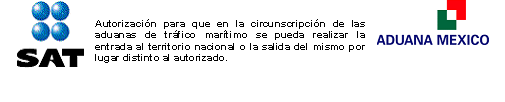 SAT
Autorización para que en la circunscripción de las
aduanas de tráfico marítimo se pueda realizar la
entrada al territorio nacional o la salida del mismo por
lugar distinto al autorizado.
ADUANA MEXICO